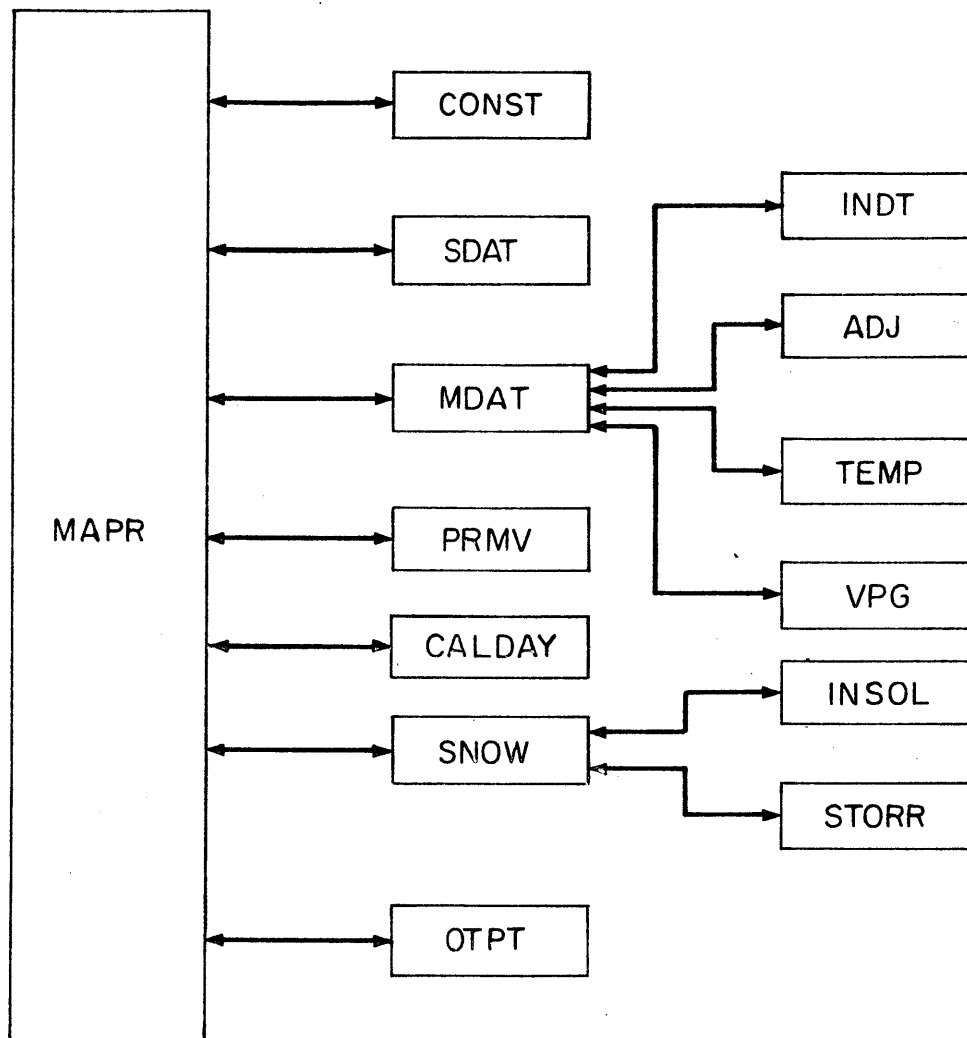 CONST
INDT
SDAT
ADJ
MDAT
TEMP
MAPR
PRMV
VPG
CALDAY
INSOL
SNOW
STORR
OTPT